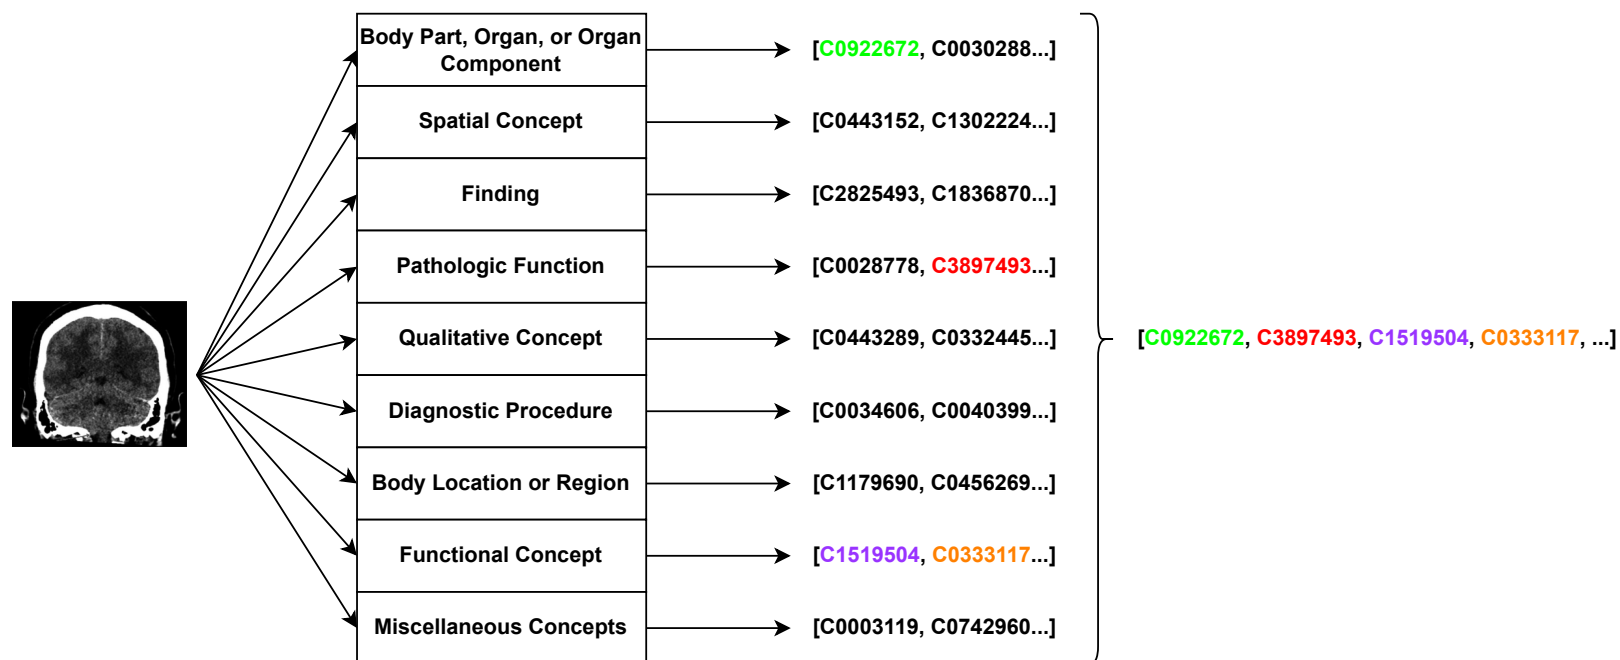 Body Part, Organ, or Organ
Component
[C0922672, C0030288...]
Spatial Concept
[C0443152, C1302224...]
Finding
[C2825493, C1836870...]
Pathologic Function
[C0028778, C3897493...]
Qualitative Concept
[C0443289, C0332445...]
[C0922672, C3897493, C1519504, C0333117, ...]
Diagnostic Procedure
[C0034606, C0040399...]
Body Location or Region
[C1179690, C0456269...]
Functional Concept
[C1519504, C0333117...]
Miscellaneous Concepts
[C0003119, C0742960...]